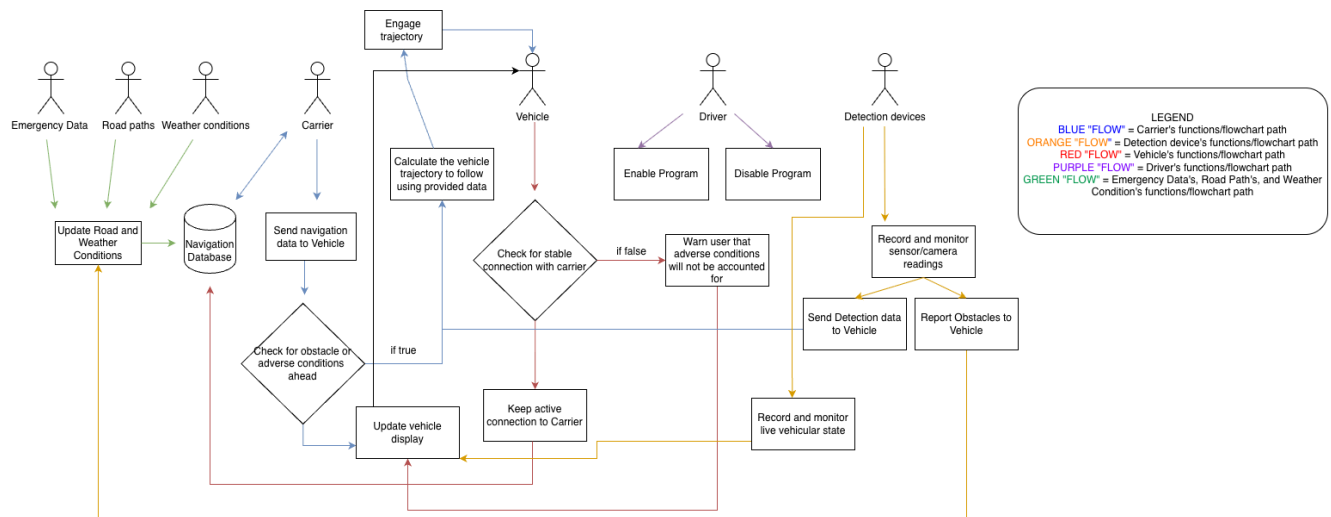 Engage
trajectory
Emergency Data
Road paths
Weather conditions
Carrier
Vehicle
Driver
Detection devices
LEGEND
BLUE "FLOW" = Carrier's functions/flowchart path
ORANGE "FLOW" = Detection device's functions/flowchart path
RED "FLOW" = Vehicle's functions/flowchart path
PURPLE "FLOW" = Driver's functions/flowchart path
GREEN "FLOW" = Emergency Data's, Road Path's, and Weather
Condition's functions/flowchart path
Calculate the vehicle
trajectory to follow
using provided data
Enable Program
Disable Program
Update Road and
Weather
Conditions
Navigation
Database
Send navigation
data to Vehicle
Check for stable
connection with carrier
if false
Warn user that
adverse conditions
will not be accounted
for
Record and monitor
sensor/camera
readings
Send Detection data
to Vehicle
Report Obstacles to
Vehicle
Check for obstacle or
adverse conditions
ahead
if true
Update vehicle
display
Keep active
connection to Carrier
Record and monitor
live vehicular state